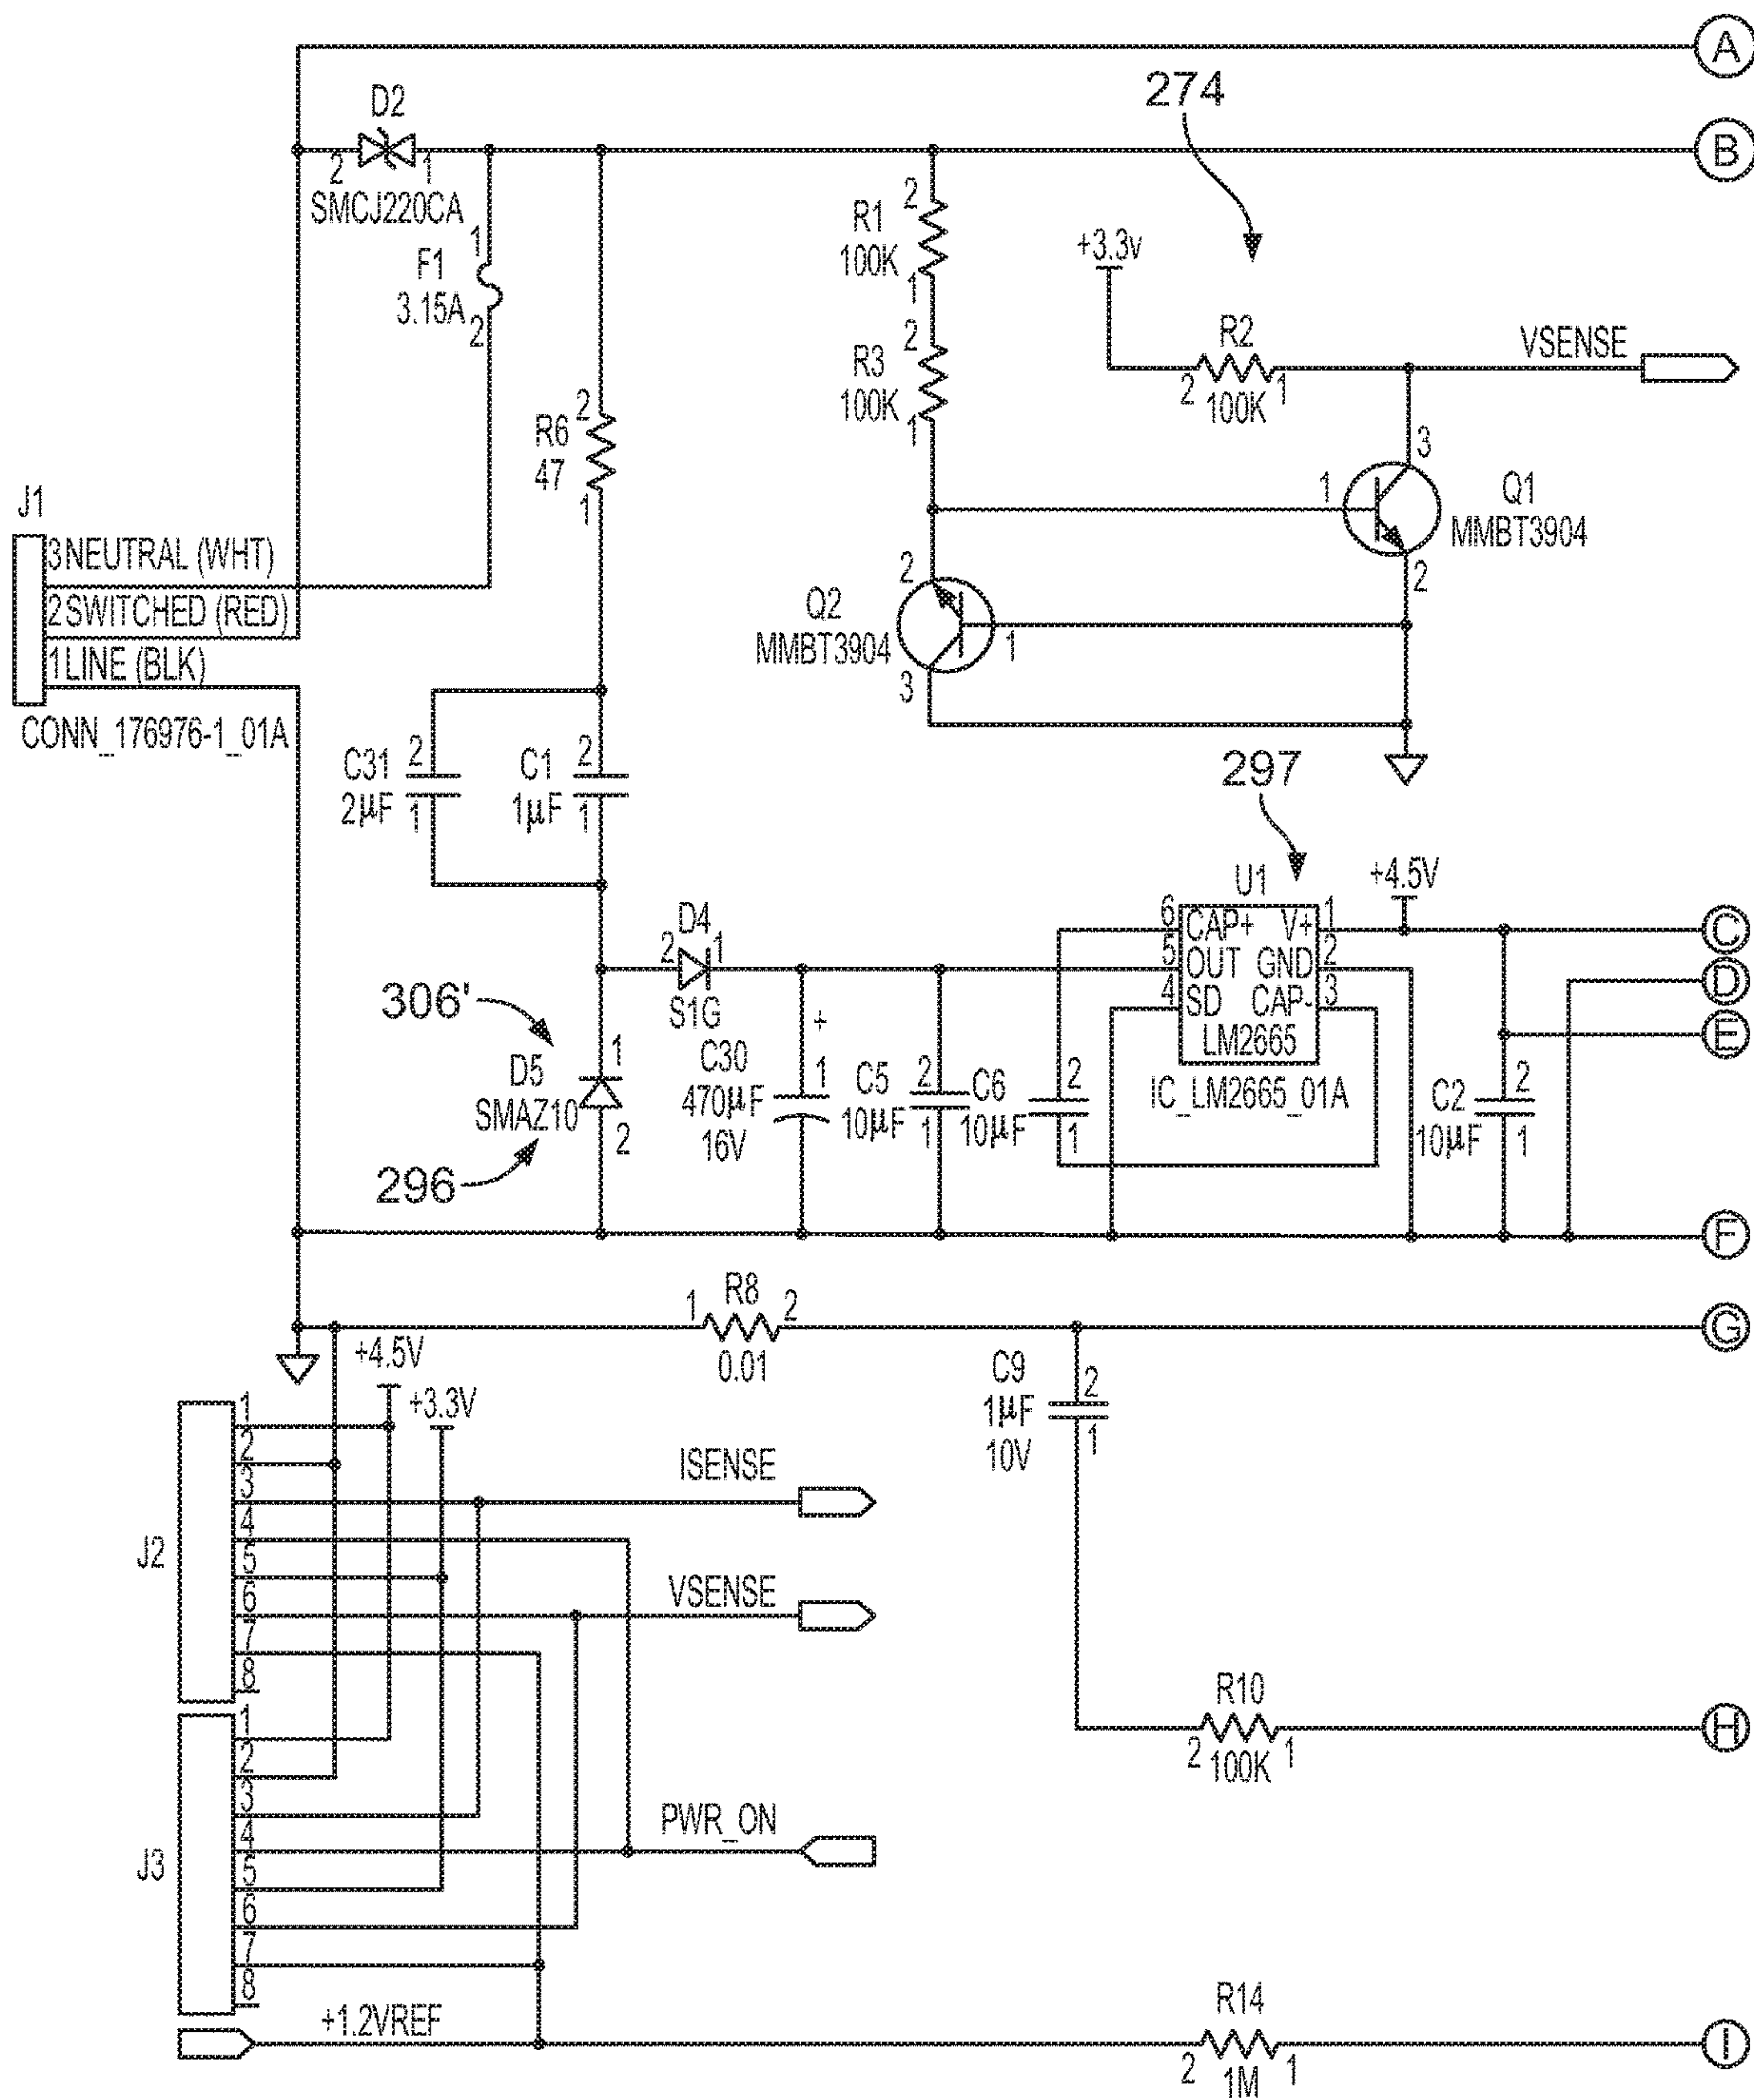 A
D2
274
2
1
B
SMCJ220CA
2
R1
100K
1
+3.3v
1
F1
3.15A
2
2
R3
100K
1
R2
2
1
100K
VSENSE
2
R6
47
1
3
1
Q1
MMBT3904
2
J1
3 NEUTRAL (WHT)
2 SWITCHED (RED)
1 LINE (BLK)
CONN_176976-1_01A
2
Q2
MMBT3904
1
3
C31
2µF
2
1
C1
1µF
2
1
297
U1
+4.5V
6 CAP+ V+ 1
5 OUT GND 2
4 SD CAP- 3
LM2665
IC_LM2665_01A
C
D
E
D4
2
1
S1G
306'
D5
SMAZ10
1
2
296
+
C30
470µF
16V
1
C5
10µF
2
1
C6
10µF
2
1
C2
10µF
2
1
F
1
R8
2
0.01
G
+4.5V
+3.3V
C9
1µF
10V
2
1
J2
1
2
3
4
5
6
7
8
ISENSE
VSENSE
R10
2
1
100K
H
J3
1
2
3
4
5
6
7
8
PWR_ON
+1.2VREF
R14
2
1
1M
I